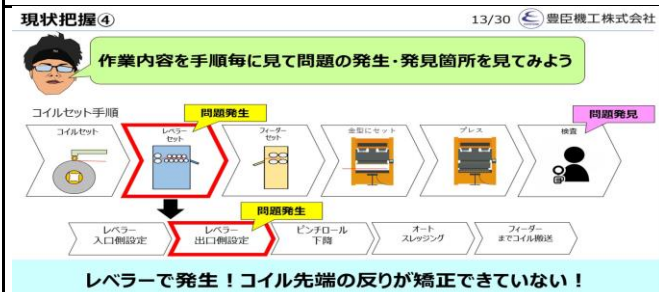 現状把握④
13/30
豊臣機工株式会社
作業内容を手順毎に見て問題の発生・発見箇所を見てみよう
コイルセット手順
問題発生
問題発見
コイルセット
レベラー
セット
フィーダー
セット
金型にセット
プレス
検査
問題発生
レベラー
入口側設定
レベラー
出口側設定
ピンチロール
下降
オート
スレッジング
フィーダー
までコイル搬送
レベラーで発生！コイル先端の反りが矯正できていない！